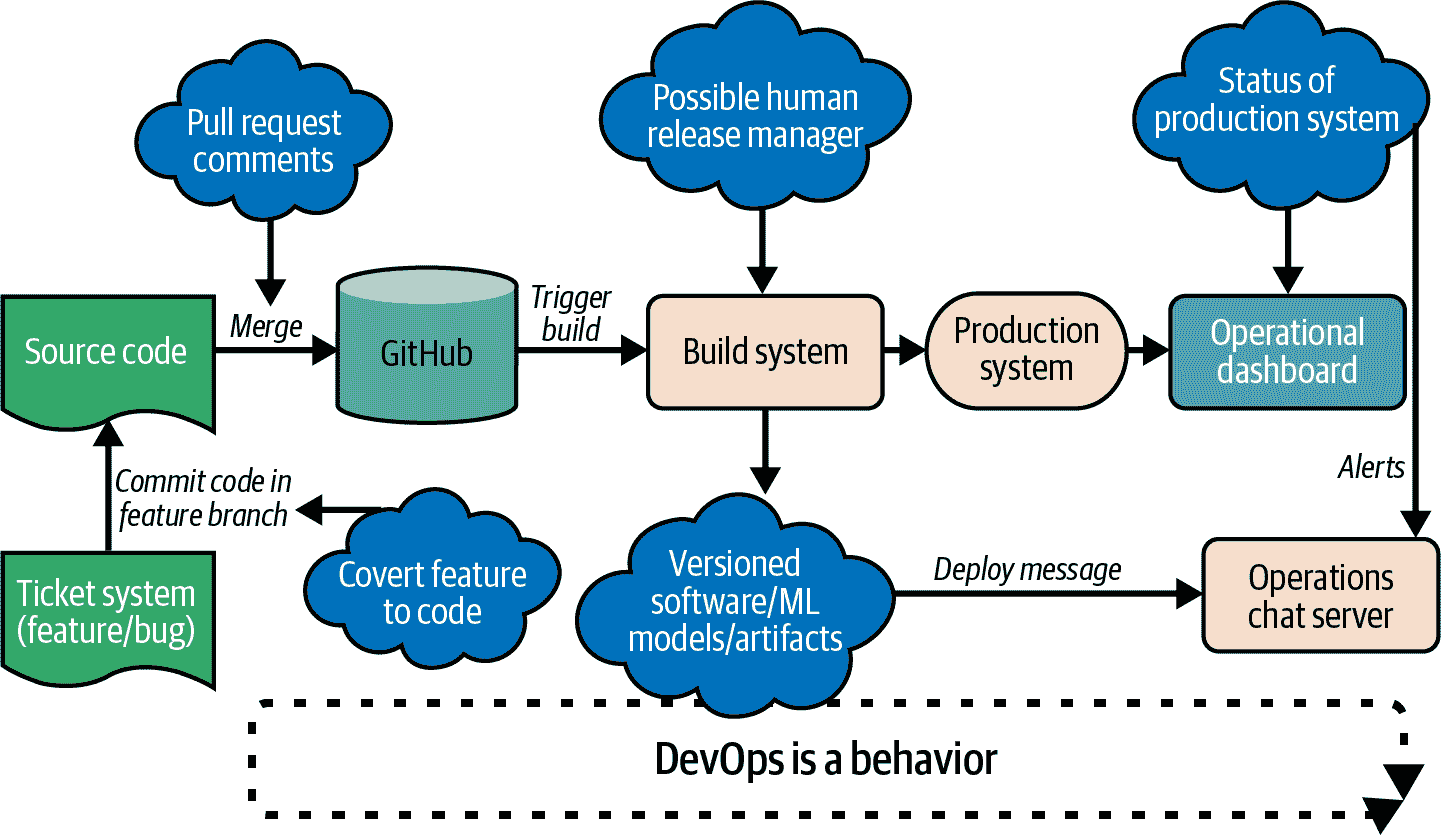 Pull request
comments
Possible human
release manager
Status of
production system
Source code
Merge
GitHub
Trigger
build
Build system
Production
system
Operational
dashboard
Commit code in
feature branch
Alerts
Ticket system
(feature/bug)
Covert feature
to code
Versioned
software/ML
models/artifacts
Deploy message
Operations
chat server
DevOps is a behavior